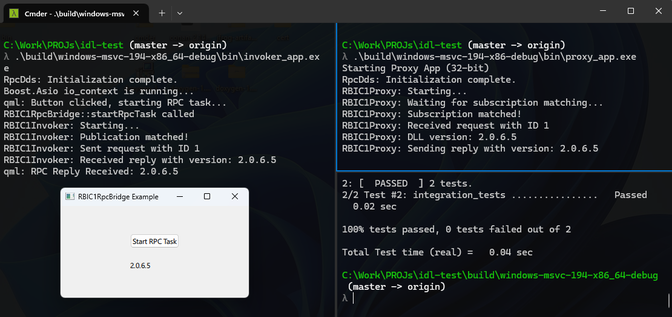 Cmder - .\build\windows-msvc
C:\Work\PROJs\idl-test (master -> origin)
λ .\build\windows-msvc-194-x86_64-debug\bin\invoker_app.ex
e
RpcDds: Initialization complete.
Boost.Asio io_context is running...
qml: Button clicked, starting RPC task...
RBIC1RpcBridge::startRpcTask called
RBIC1Invoker: Starting...
RBIC1Invoker: Publication matched!
RBIC1Invoker: Sent request with ID 1
RBIC1Invoker: Received reply with version: 2.0.6.5
qml: RPC Reply Received: 2.0.6.5
RBIC1RpcBridge Example
Start RPC Task
2.0.6.5
C:\Work\PROJs\idl-test (master -> origin)
λ .\build\windows-msvc-194-x86-debug\bin\proxy_app.exe
Starting Proxy App (32-bit)
RpcDds: Initialization complete.
RBIC1Proxy: Starting...
RBIC1Proxy: Waiting for subscription matching...
RBIC1Proxy: Subscription matched!
RBIC1Proxy: Received request with ID 1
RBIC1Proxy: DLL version: 2.0.6.5
RBIC1Proxy: Sending reply with version: 2.0.6.5
2: [  PASSED  ] 2 tests.
2/2 Test #2: integration_tests ................   Passed
0.02 sec
100% tests passed, 0 tests failed out of 2
Total Test time (real) =   0.04 sec
C:\Work\PROJs\idl-test\build\windows-msvc-194-x86_64-debug
(master -> origin)
λ